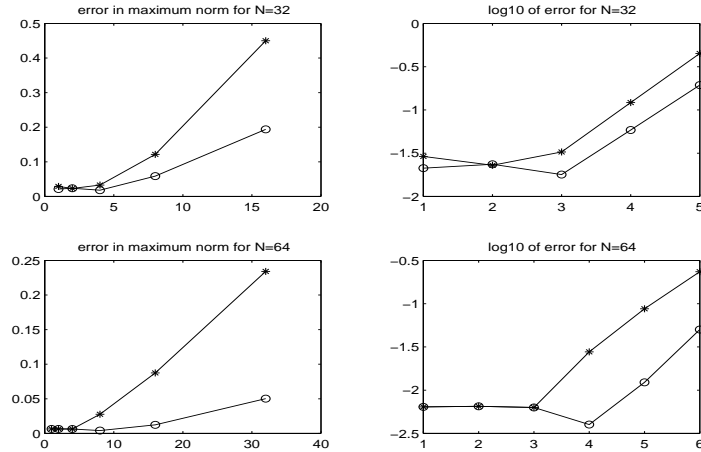 error in maximum norm for N=32
0.5
0.4
0.3
0.2
0.1
0
0 5 10 15 20
log10 of error for N=32
0
−0.5
−1
−1.5
−2
1 2 3 4 5
error in maximum norm for N=64
0.25
0.2
0.15
0.1
0.05
0
0 10 20 30 40
log10 of error for N=64
−0.5
−1
−1.5
−2
−2.5
1 2 3 4 5 6